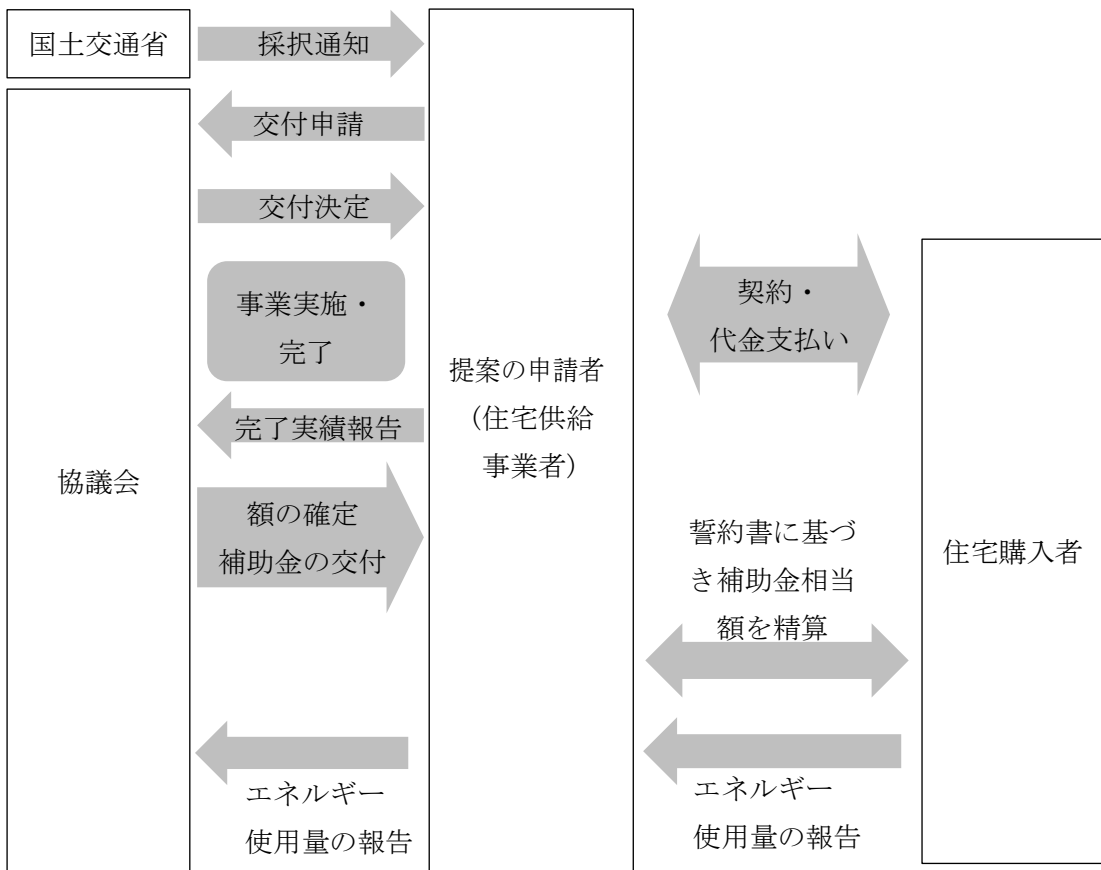 国土交通省
採択通知
交付申請
交付決定
事業実施・
完了
完了実績報告
額の確定
補助金の交付
協議会
エネルギー
使用量の報告
提案の申請者
（住宅供給
事業者）
契約・
代金支払い
誓約書に基づ
き補助金相当
額を精算
エネルギー
使用量の報告
住宅購入者